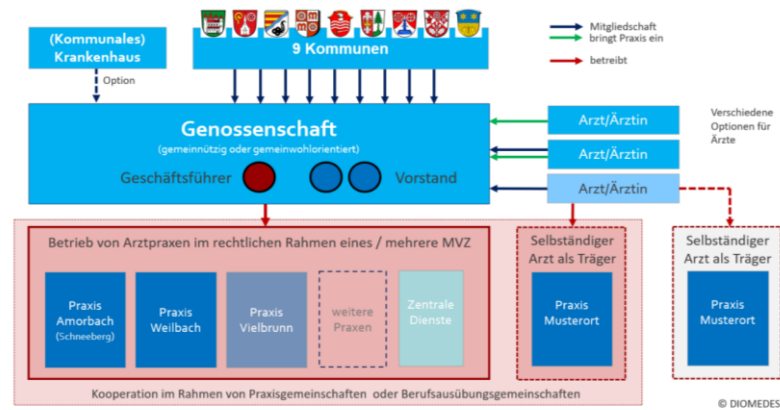 (Kommunales)
Krankenhaus
Option
9 Kommunen
Mitgliedschaft
bringt Praxis ein
betreibt
Genossenschaft
(gemeinnützig oder gemeinwohlorientiert)
Geschäftsführer
Vorstand
Arzt/Ärztin
Arzt/Ärztin
Arzt/Ärztin
Verschiedene
Optionen für
Ärzte
Betrieb von Arztpraxen im rechtlichen Rahmen eines / mehrere MVZ
Praxis
Amorbach
(Schneeberg)
Praxis
Weilbach
Praxis
Vielbrunn
weitere
Praxen
Zentrale
Dienste
Selbständiger
Arzt als Träger
Praxis
Musterort
Selbständiger
Arzt als Träger
Praxis
Musterort
Kooperation im Rahmen von Praxisgemeinschaften oder Berufsausübungsgemeinschaften
© DIOMEDES